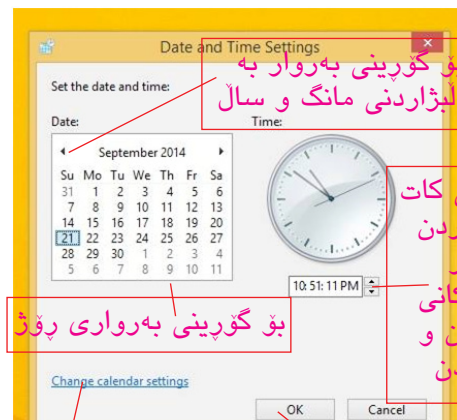 Date and Time Settings
بۆ گۆڕینی بەروار بە
مانگ و ساڵ
Set the date and time:
Date:
Time:
September 2014
Su Mo Tu We Th Fr Sa
31 1 2 3 4 5 6
7 8 9 10 11 12 13
14 15 16 17 18 19 20
21 22 23 24 25 26 27
28 29 30 1 2 3 4
5 6 7 8 9 10 11
کات
10:51:11 PM
بۆ گۆڕینی بەرواری ڕۆژ
و
Change calendar settings
OK
Cancel